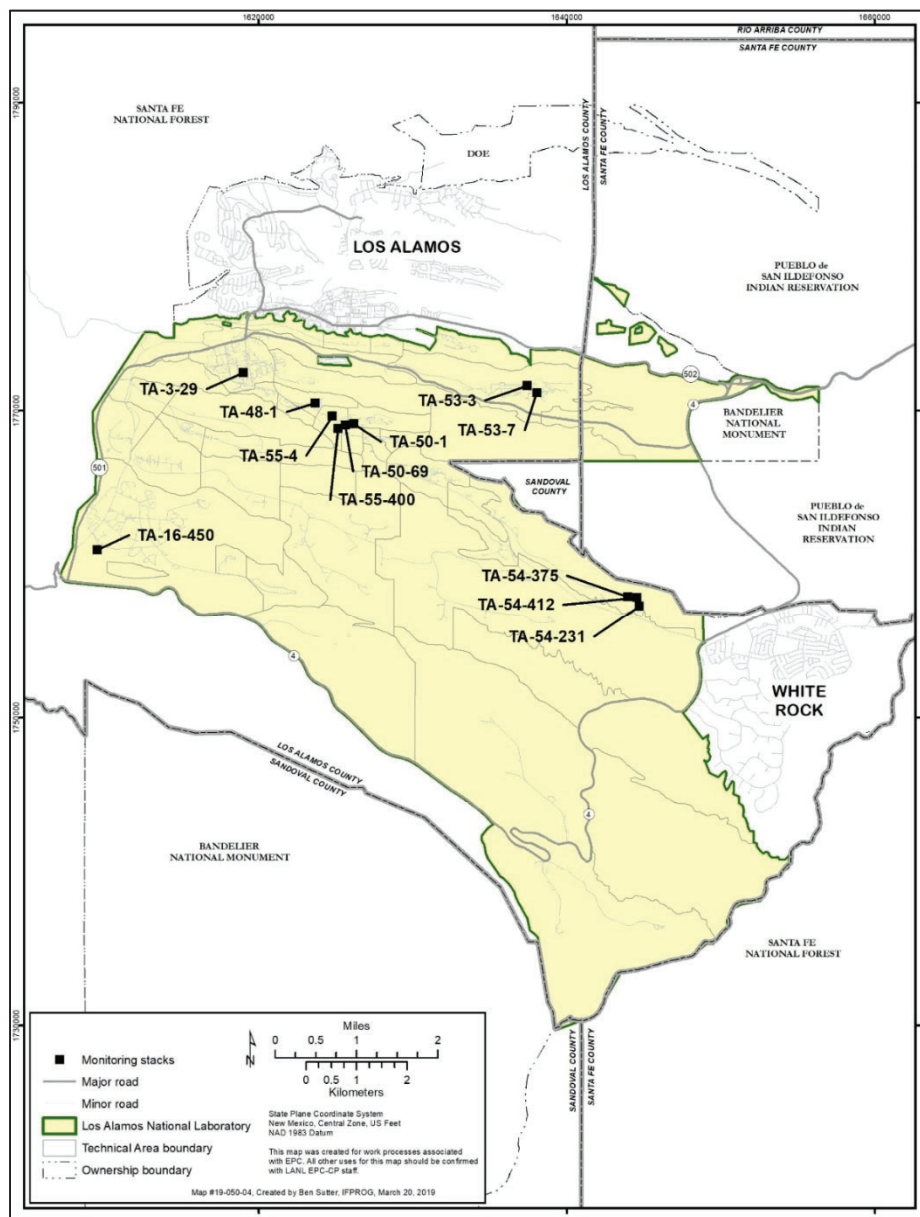 1620000
1640000
1660000
RIO ARRIBA COUNTY
SANTA FE COUNTY
1790000
SANTA FE
NATIONAL FOREST
DOE
LOS ALAMOS COUNTY
SANTA FE COUNTY
LOS ALAMOS
PUEBLO de
SAN ILDEFONSO
INDIAN RESERVATION
502
4
TA-3-29
TA-53-3
TA-48-1
TA-53-7
1770000
TA-50-1
BANDELIER
NATIONAL
MONUMENT
TA-55-4
TA-50-69
501
SANDOVAL
COUNTY
TA-55-400
PUEBLO de
SAN ILDEFONSO
INDIAN
RESERVATION
TA-16-450
TA-54-375
TA-54-412
TA-54-231
4
WHITE
ROCK
1750000
LOS ALAMOS COUNTY
SANDOVAL COUNTY
4
BANDELIER
NATIONAL MONUMENT
SANTA FE
NATIONAL FOREST
1730000
SANDOVAL COUNTY
SANTA FE COUNTY
Monitoring stacks
Major road
Minor road
Los Alamos National Laboratory
Technical Area boundary
Ownership boundary
N
Miles
0 0.5 1 2
0 0.5 1 2
Kilometers
State Plane Coordinate System
New Mexico, Central Zone, US Feet
NAD 1983 Datum
This map was created for work processes associated
with EPC. All other uses for this map should be confirmed
with LANL EPC-CP staff.
Map #19-050-04, Created by Ben Sutter, IFPROG, March 20, 2019